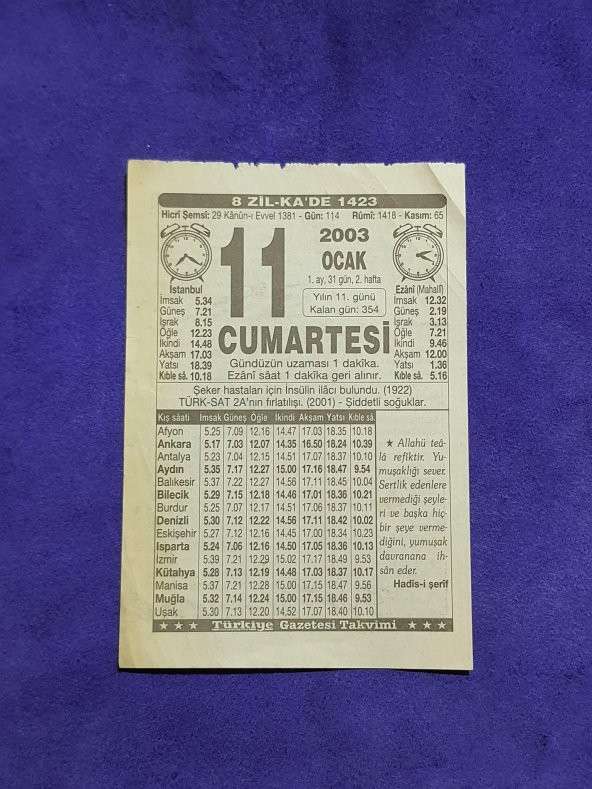 8 ZİL-KA'DE 1423
Hicrî Şemsî: 29 Kânûn-ı Evvel 1381 - Gün: 114 Rûmî: 1418 - Kasım: 65
İstanbul
İmsak 5.34
Güneş 7.21
İşrak 8.15
Öğle 12.23
İkindi 14.48
Akşam 17.03
Yatsı 18.39
Kıble sâ. 10.18
11
2003
OCAK
1. ay, 31 gün, 2. hafta
Yılın 11. günü
Kalan gün: 354
Ezânî (Mahallî)
İmsak 12.32
Güneş 2.19
İşrak 3.13
Öğle 7.21
İkindi 9.46
Akşam 12.00
Yatsı 1.36
Kıble sâ. 5.16
CUMARTESİ
Gündüzün uzaması 1 dakîka.
Ezânî sâat 1 dakîka geri alınır.
Şeker hastaları için İnsülin ilâcı bulundu. (1922)
TÜRK-SAT 2A'nın fırlatılışı. (2001) - Şiddetli soğuklar.
Kış sâati İmsak Güneş Öğle İkindi Akşam Yatsı Kıble sâ.
Afyon 5.25 7.09 12.16 14.47 17.03 18.35 10.18
Ankara 5.17 7.03 12.07 14.35 16.50 18.24 10.39
Antalya 5.23 7.04 12.15 14.51 17.07 18.37 10.10
Aydın 5.35 7.17 12.27 15.00 17.16 18.47 9.54
Balıkesir 5.37 7.22 12.27 14.56 17.11 18.45 10.04
Bilecik 5.29 7.15 12.18 14.46 17.01 18.36 10.21
Burdur 5.25 7.07 12.17 14.51 17.06 18.37 10.11
Denizli 5.30 7.12 12.22 14.56 17.11 18.42 10.02
Eskişehir 5.27 7.12 12.16 14.45 17.00 18.34 10.23
Isparta 5.24 7.06 12.16 14.50 17.05 18.36 10.13
İzmir 5.39 7.21 12.29 15.02 17.17 18.49 9.53
Kütahya 5.28 7.13 12.19 14.48 17.03 18.37 10.17
Manisa 5.37 7.21 12.28 15.00 17.15 18.47 9.56
Muğla 5.32 7.14 12.24 15.00 17.15 18.46 9.53
Uşak 5.30 7.13 12.20 14.52 17.07 18.40 10.10
★ Allahü teâ-
lâ refîktir. Yu-
muşaklığı sever.
Sertlik edenlere
vermediği şeyle-
ri ve başka hiç-
bir şeye verme-
diğini, yumuşak
davranana ih-
sân eder.
Hadîs-i şerîf
★ ★ ★ Türkiye Gazetesi Takvimi ★ ★ ★